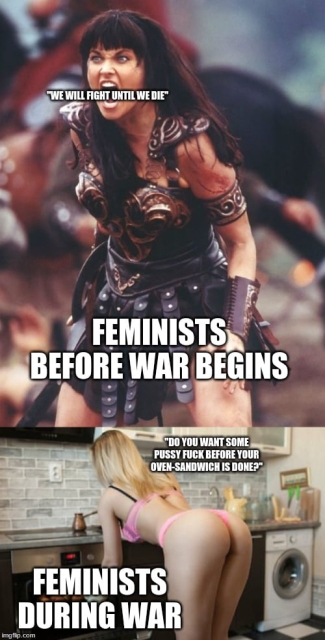 "WE WILL FIGHT UNTIL WE DIE"
FEMINISTS
BEFORE WAR BEGINS
"DO YOU WANT SOME
PUSSY FUCK BEFORE YOUR
OVEN-SANDWICH IS DONE?"
FEMINISTS
DURING WAR
imgflip.com